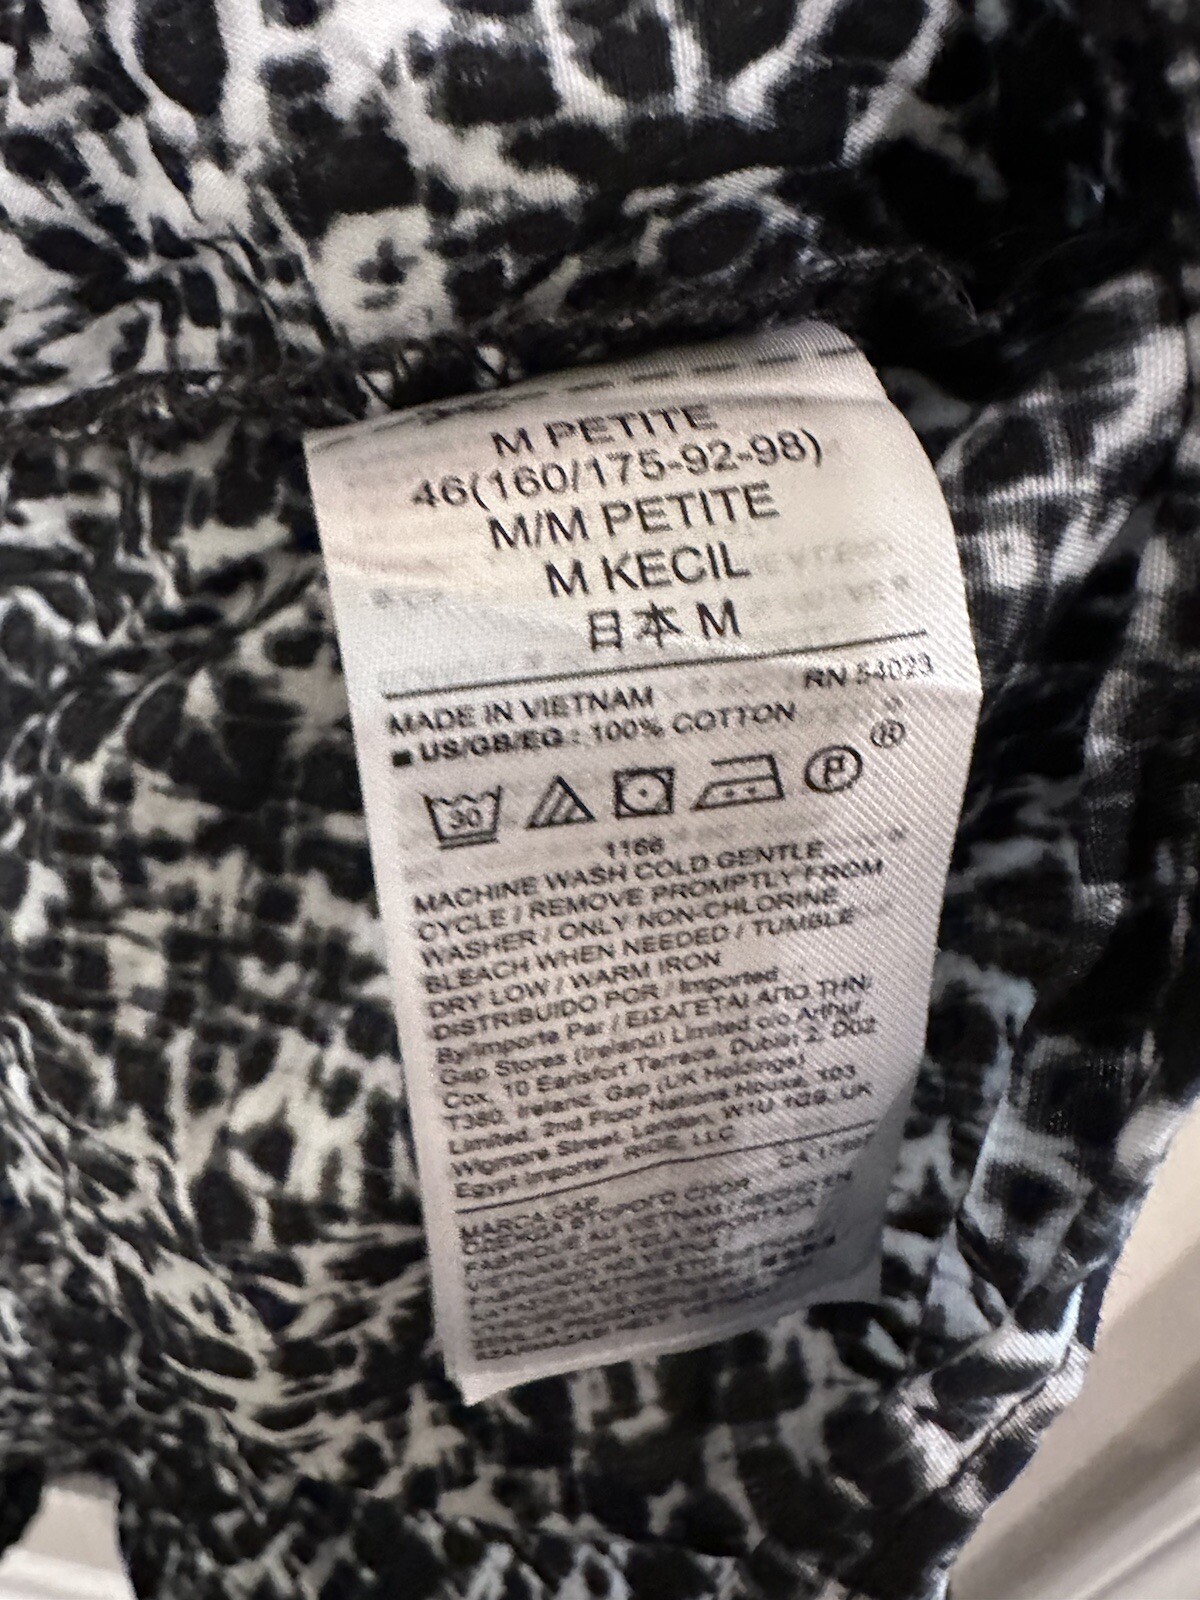 M PETITE
46(160/175-92-98)
M/M PETITE
M KECIL
日本 M
RN 54023
MADE IN VIETNAM
■ US/GB/EG : 100% COTTON
30
P
®
1166
MACHINE WASH COLD GENTLE
CYCLE / REMOVE PROMPTLY FROM
WASHER / ONLY NON-CHLORINE
BLEACH WHEN NEEDED / TUMBLE
DRY LOW / WARM IRON
DISTRIBUIDO POR / Imported
By/Importe Par / ΕΙΣΑΓΕΤΑΙ ΑΠΟ ΤΗΝ:
Gap Stores (Ireland) Limited c/o Arthur
Cox, 10 Earlsfort Terrace, Dublin 2, D02
T380, Ireland. Gap (UK Holdings)
Limited, 2nd Floor Nations House, 103
Wigmore Street, London, W1U 1QS, UK
Egypt Importer, RIGE, LLC
MARCA GAP